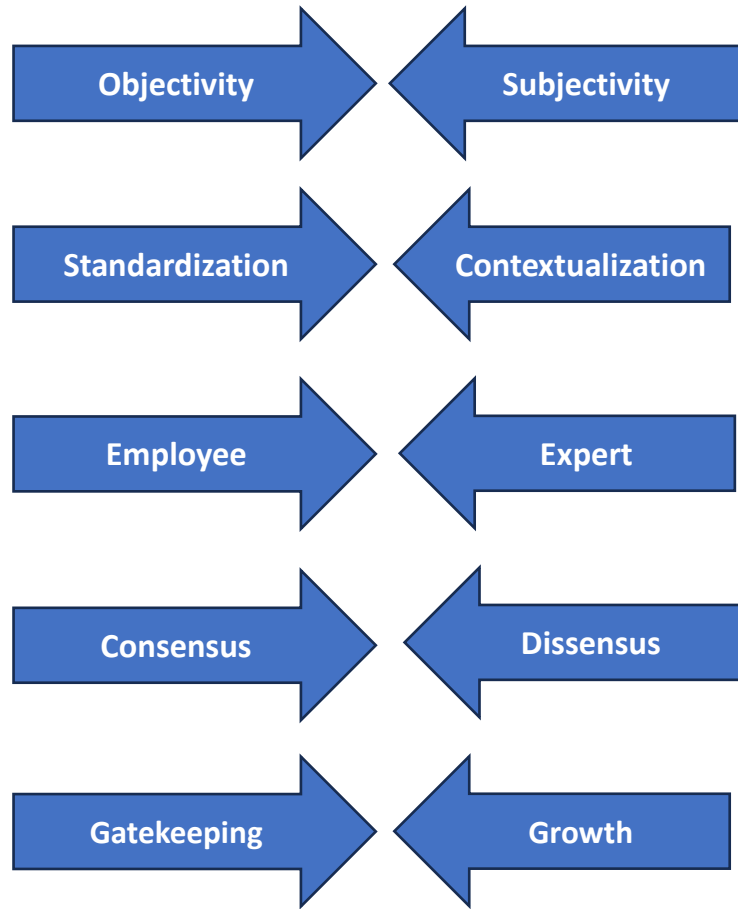 Objectivity Subjectivity
Standardization Contextualization
Employee Expert
Consensus Dissensus
Gatekeeping Growth